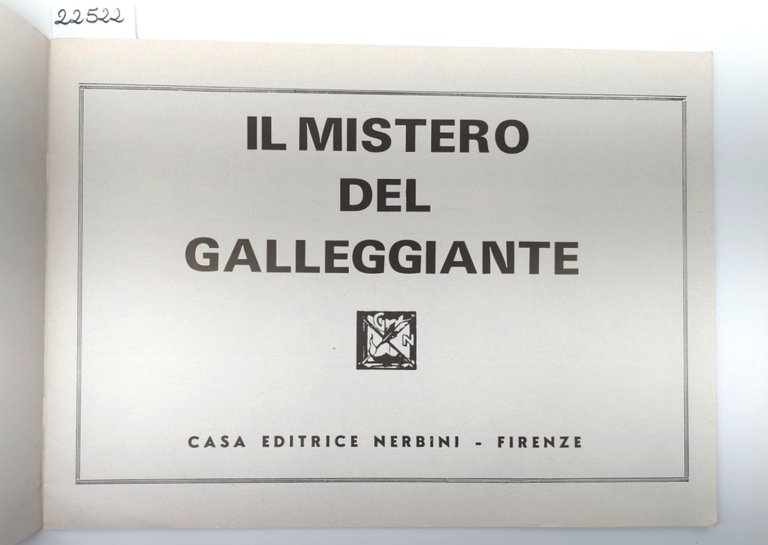 22522
IL MISTERO
DEL
GALLEGGIANTE
G
N
CASA EDITRICE NERBiNI - FIRENZE